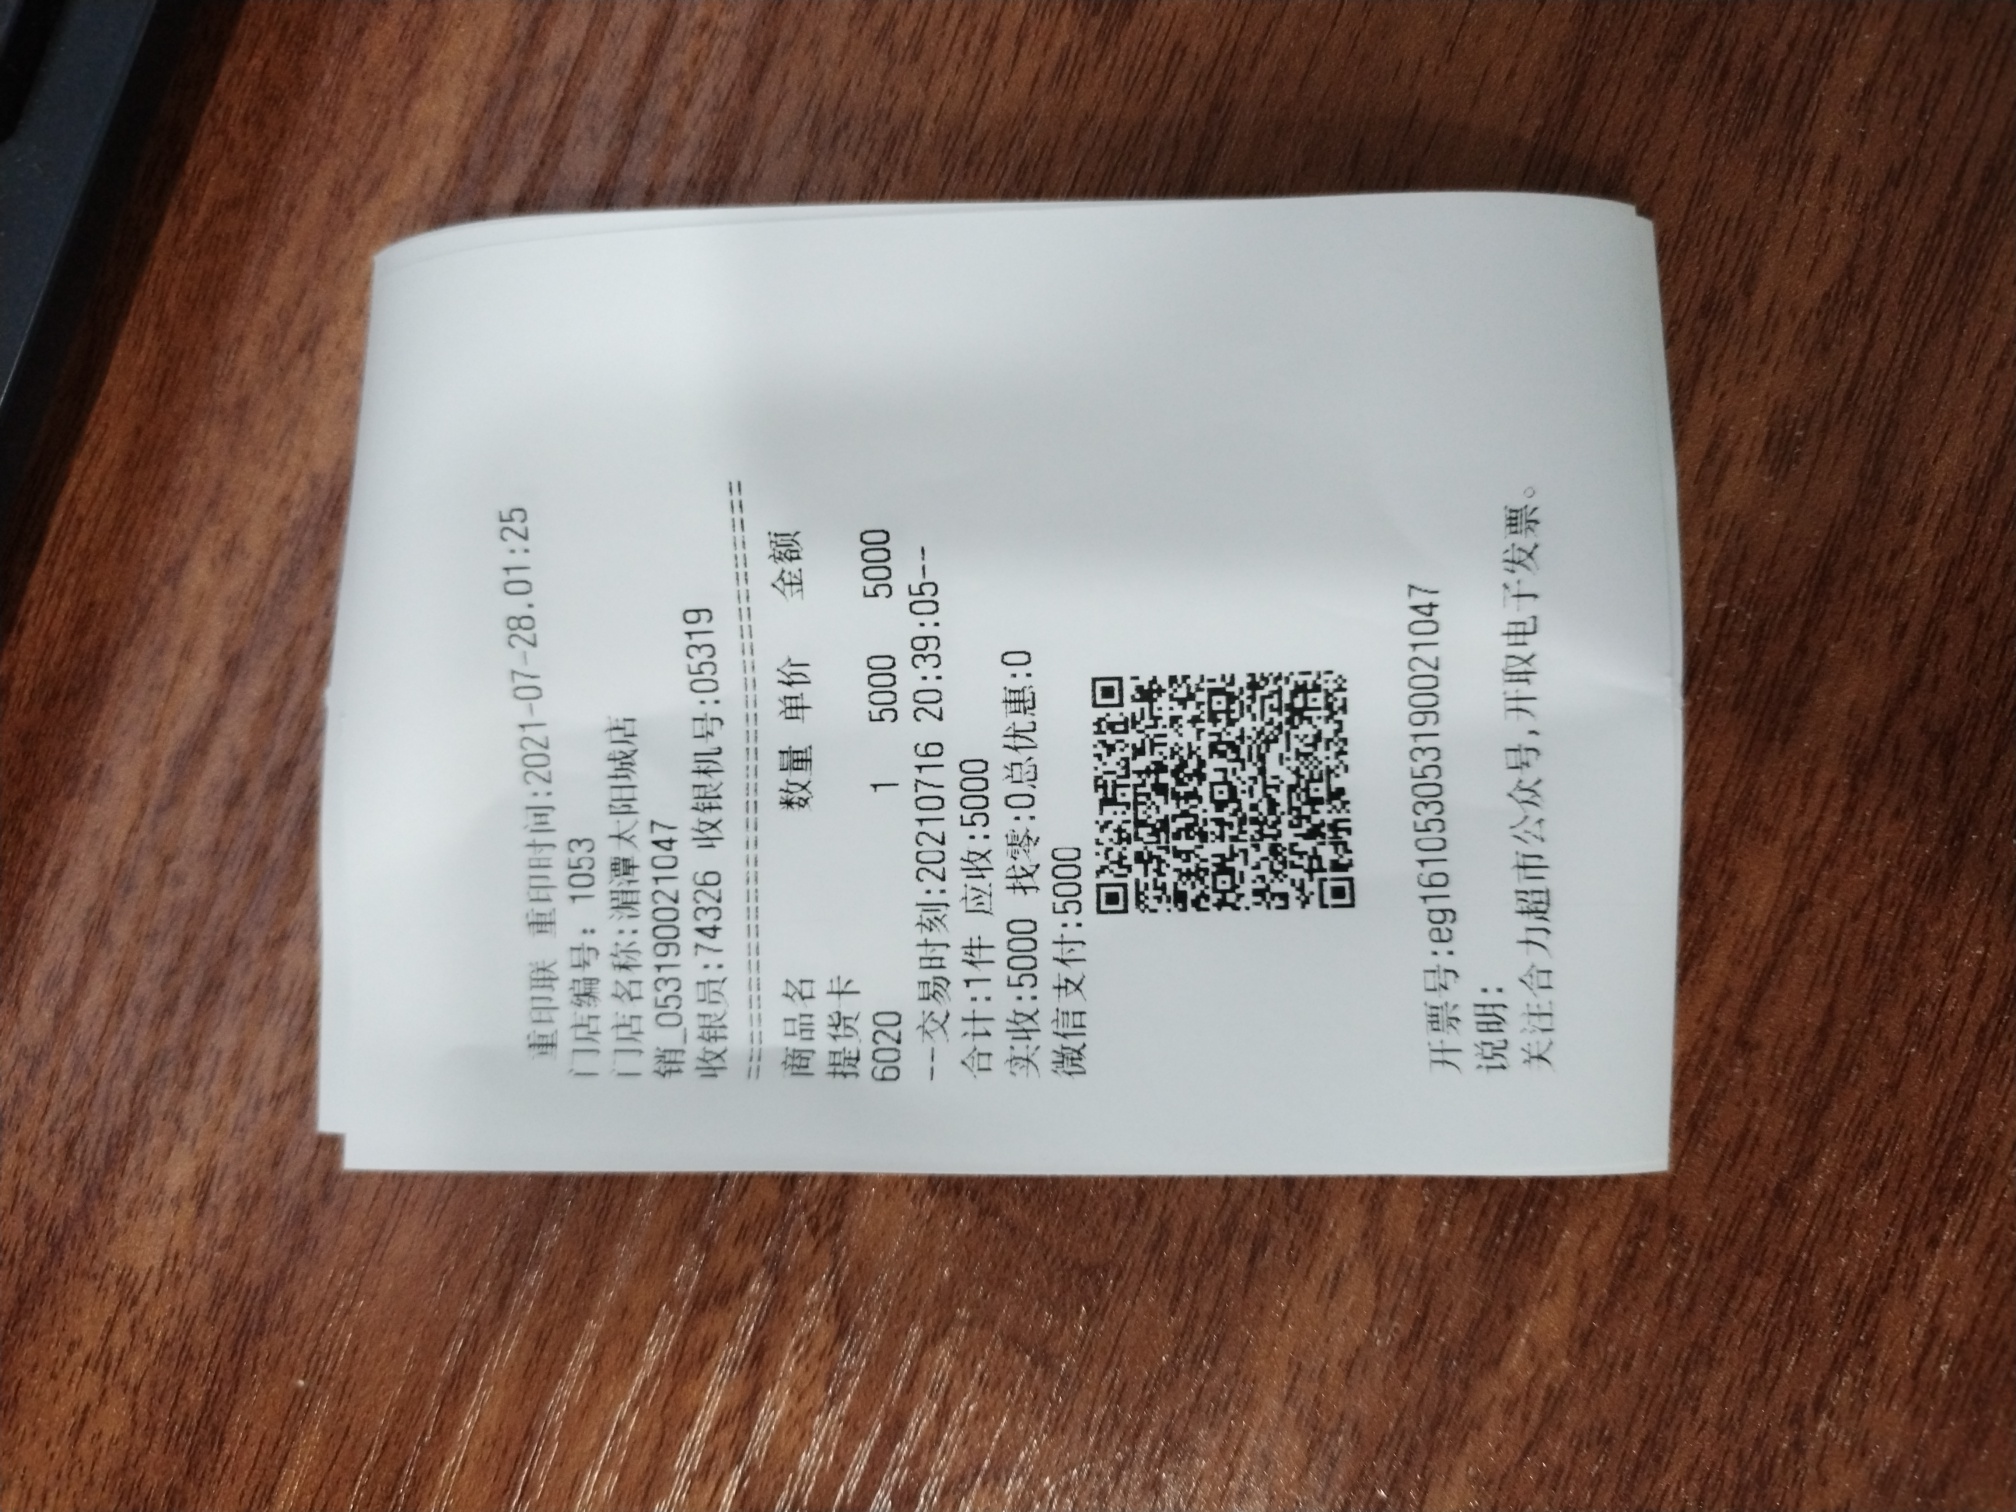 重印联 重印时间:2021-07-28.01:25
门店编号: 1053
门店名称:湄潭太阳城店
销_053190021047
收银员:74326 收银机号:05319
================================
商品名 数量 单价 金额
提货卡
6020 1 5000 5000
--交易时刻:20210716 20:39:05--
合计:1件 应收:5000
实收:5000 找零:0总优惠:0
微信支付:5000
开票号:eg161053053190021047
说明:
关注合力超市公众号,开取电子发票。